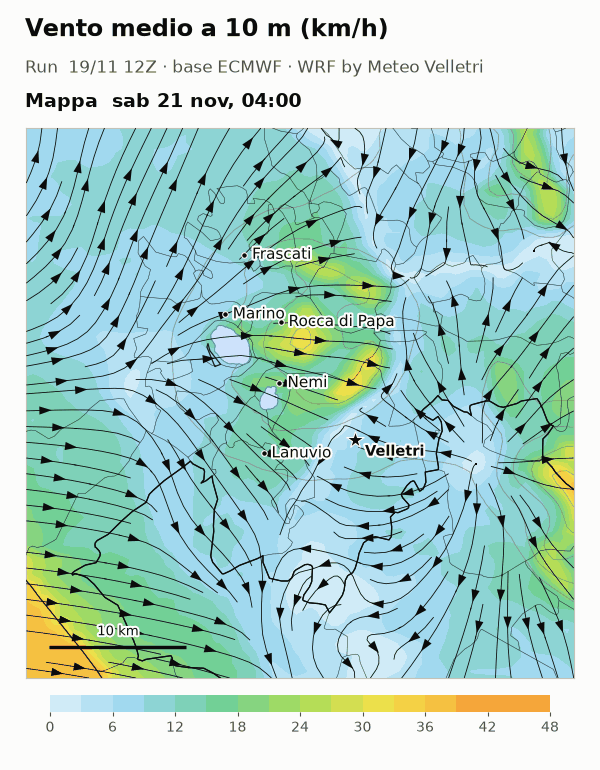 Vento medio a 10 m (km/h)
Run 19/11 12Z · base ECMWF · WRF by Meteo Velletri
Mappa sab 21 nov, 04:00
Frascati
Marino
Rocca di Papa
Nemi
Lanuvio
Velletri
10 km
0 6 12 18 24 30 36 42 48